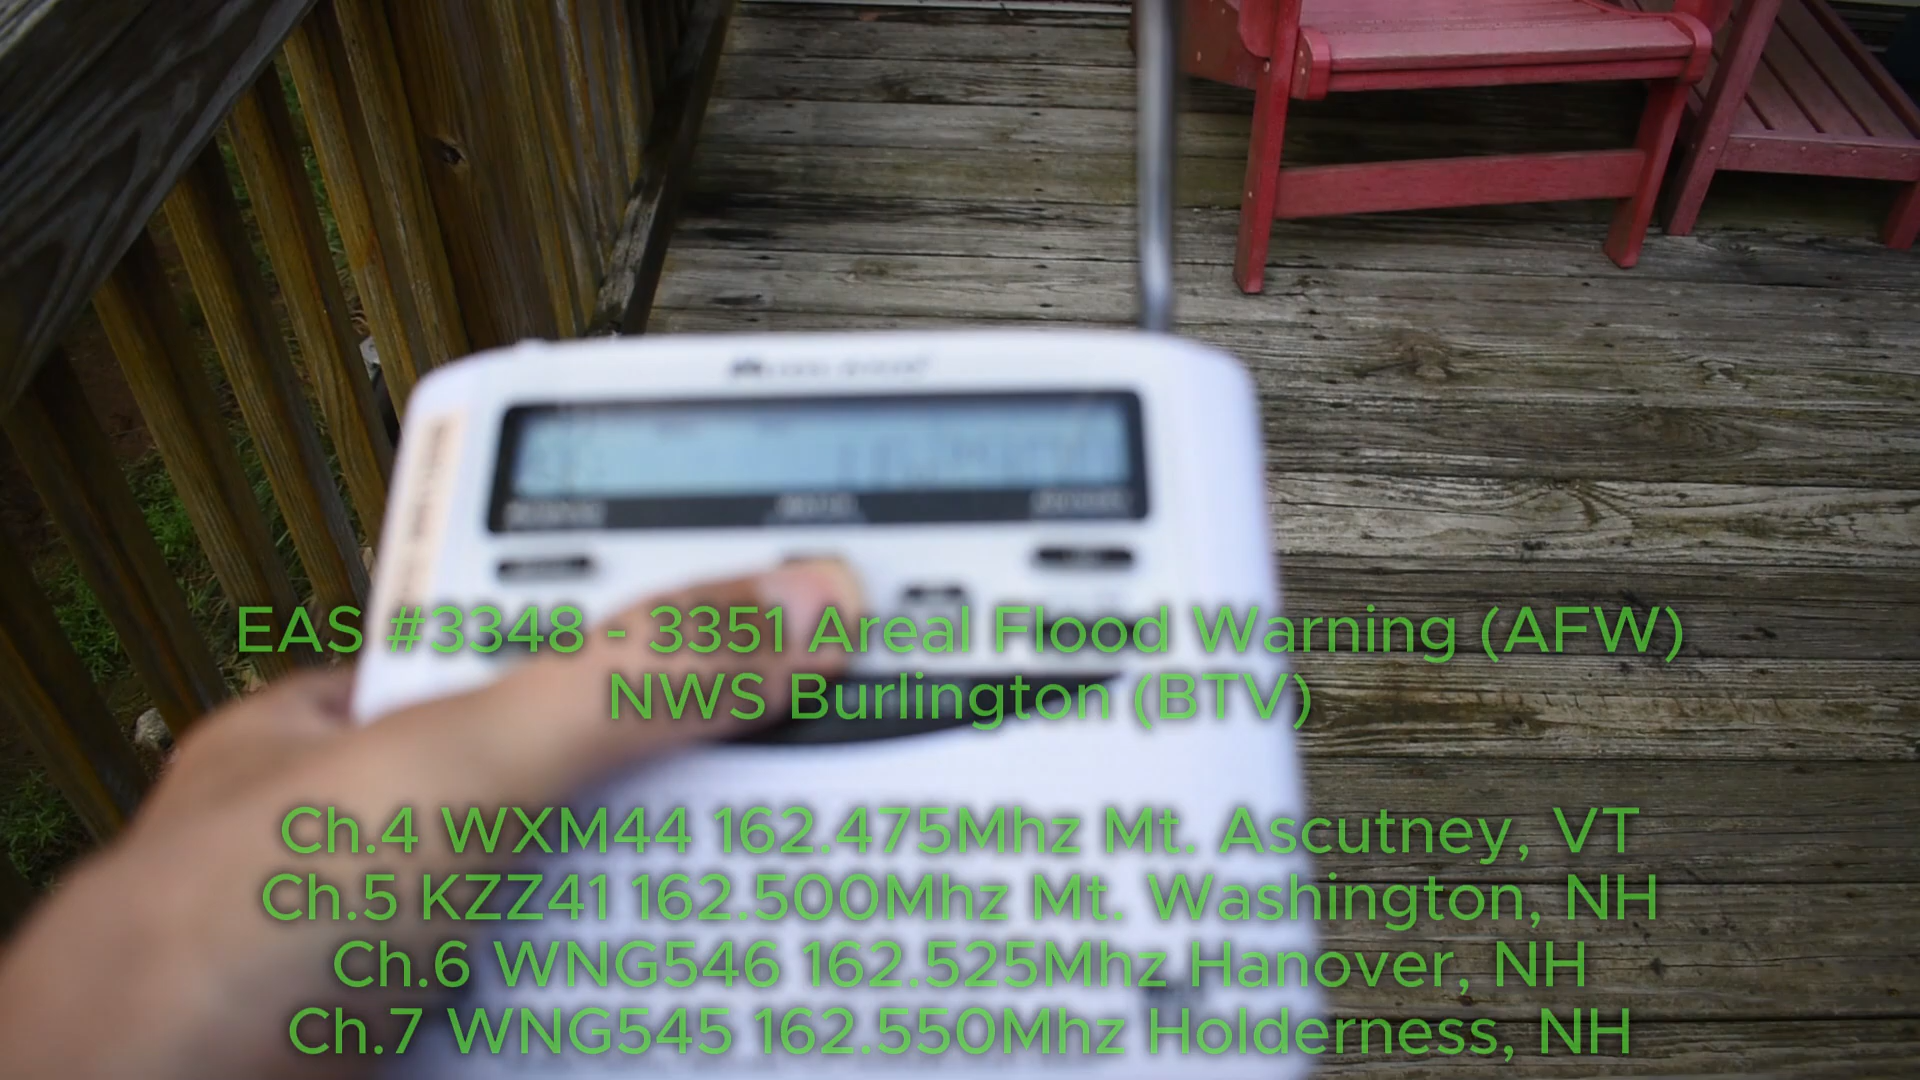 EAS #3348 - 3351 Areal Flood Warning (AFW)
NWS Burlington (BTV)
Ch.4 WXM44 162.475Mhz Mt. Ascutney, VT
Ch.5 KZZ41 162.500Mhz Mt. Washington, NH
Ch.6 WNG546 162.525Mhz Hanover, NH
Ch.7 WNG545 162.550Mhz Holderness, NH